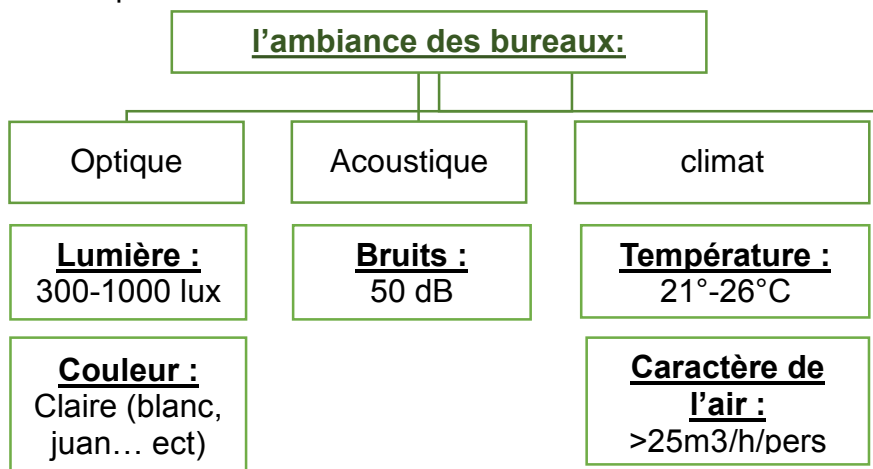 l'ambiance des bureaux:
Optique
Acoustique
climat
Lumière :
300-1000 lux
Bruits :
50 dB
Température :
21°-26°C
Couleur :
Claire (blanc,
juan… ect)
Caractère de
l'air :
>25m3/h/pers